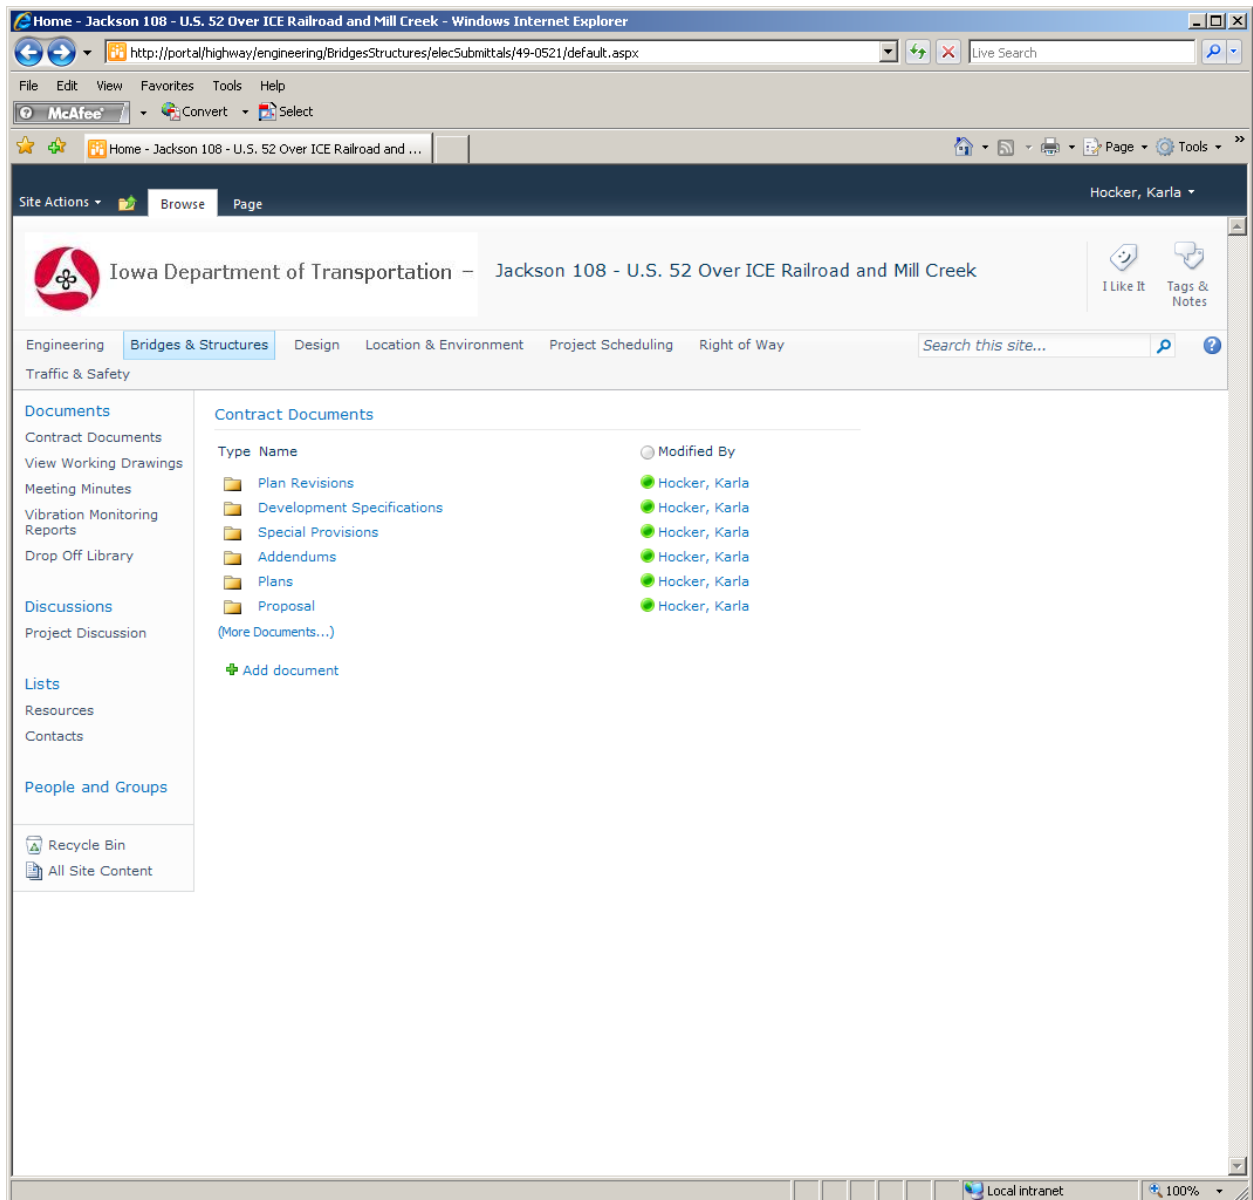 Home - Jackson 108 - U.S. 52 Over ICE Railroad and Mill Creek - Windows Internet Explorer
http://portal/highway/engineering/BridgesStructures/elecSubmittals/49-0521/default.aspx
Live Search
File Edit View Favorites Tools Help
McAfee Convert Select
Home - Jackson 108 - U.S. 52 Over ICE Railroad and ...
Page Tools »
Site Actions Browse Page
Hocker, Karla
Iowa Department of Transportation – Jackson 108 - U.S. 52 Over ICE Railroad and Mill Creek
I Like It
Tags &
Notes
Engineering Bridges & Structures Design Location & Environment Project Scheduling Right of Way
Search this site...
Traffic & Safety
Documents
Contract Documents
View Working Drawings
Meeting Minutes
Vibration Monitoring
Reports
Drop Off Library
Discussions
Project Discussion
Lists
Resources
Contacts
People and Groups
Recycle Bin
All Site Content
Contract Documents
Type Name Modified By
Plan Revisions Hocker, Karla
Development Specifications Hocker, Karla
Special Provisions Hocker, Karla
Addendums Hocker, Karla
Plans Hocker, Karla
Proposal Hocker, Karla
(More Documents...)
Add document
Local intranet 100%